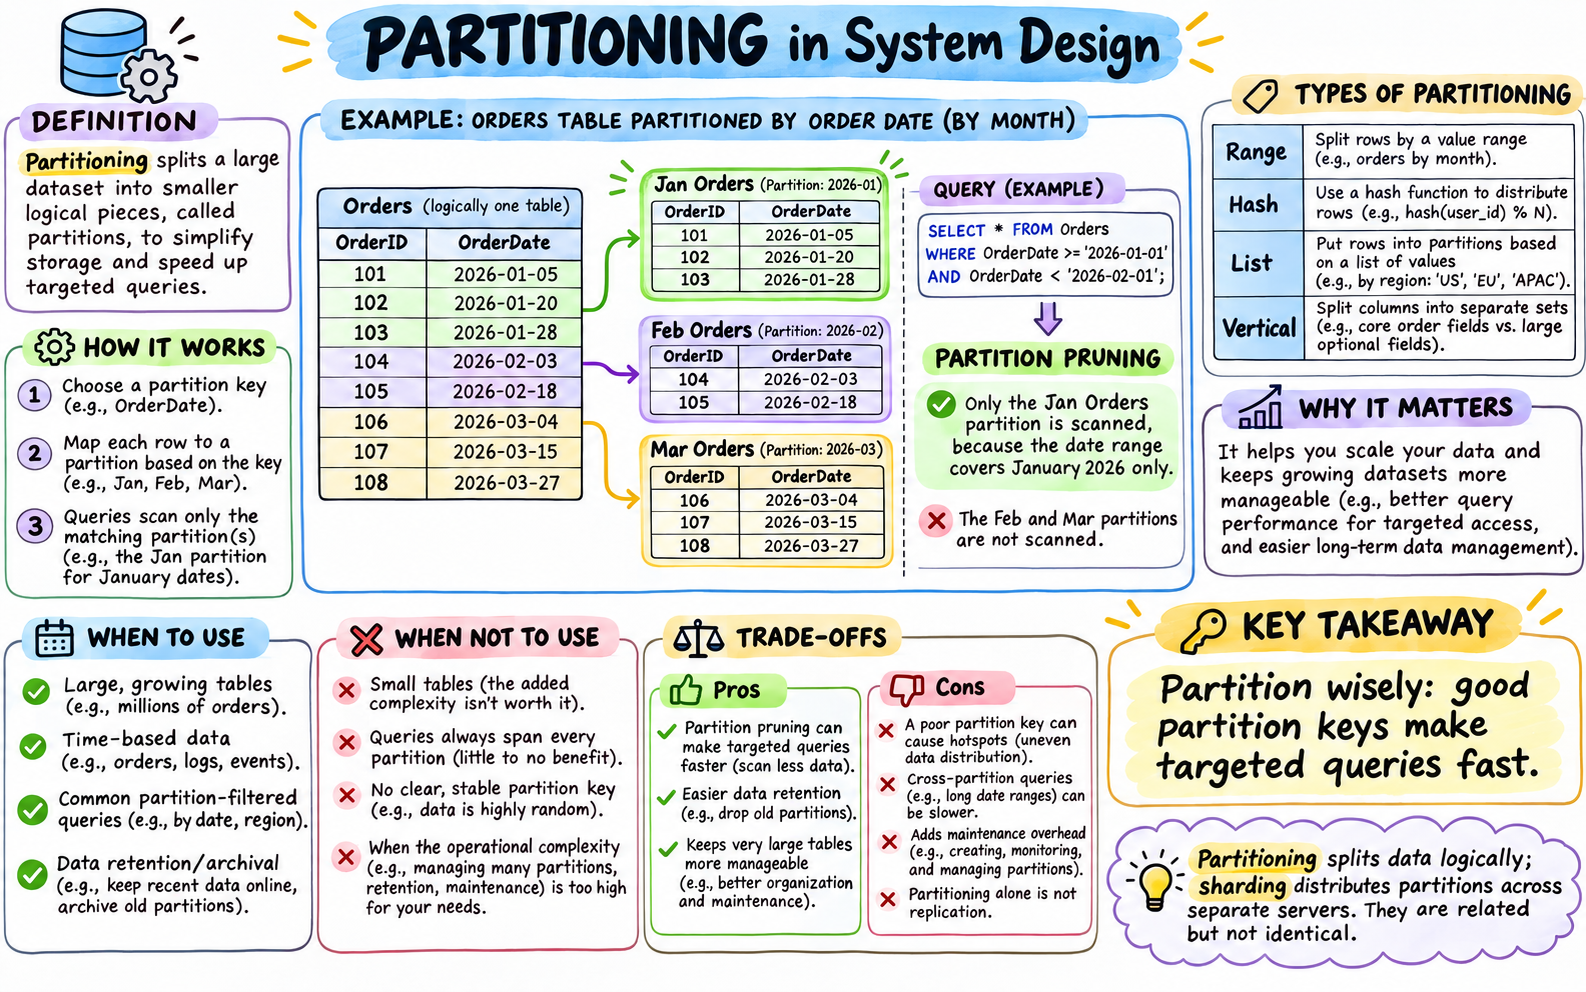 PARTITIONING in System Design
DEFINITION
Partitioning splits a large
dataset into smaller
logical pieces, called
partitions, to simplify
storage and speed up
targeted queries.
HOW IT WORKS
1 Choose a partition key
(e.g., OrderDate).
2 Map each row to a
partition based on the key
(e.g., Jan, Feb, Mar).
3 Queries scan only the
matching partition(s)
(e.g., the Jan partition
for January dates).
EXAMPLE: ORDERS TABLE PARTITIONED BY ORDER DATE (BY MONTH)
Orders (logically one table)
OrderID OrderDate
101 2026-01-05
102 2026-01-20
103 2026-01-28
104 2026-02-03
105 2026-02-18
106 2026-03-04
107 2026-03-15
108 2026-03-27
Jan Orders (Partition: 2026-01)
OrderID OrderDate
101 2026-01-05
102 2026-01-20
103 2026-01-28
Feb Orders (Partition: 2026-02)
OrderID OrderDate
104 2026-02-03
105 2026-02-18
Mar Orders (Partition: 2026-03)
OrderID OrderDate
106 2026-03-04
107 2026-03-15
108 2026-03-27
QUERY (EXAMPLE)
SELECT * FROM Orders
WHERE OrderDate >= '2026-01-01'
AND OrderDate < '2026-02-01';
PARTITION PRUNING
Only the Jan Orders
partition is scanned,
because the date range
covers January 2026 only.
The Feb and Mar partitions
are not scanned.
TYPES OF PARTITIONING
Range
Split rows by a value range
(e.g., orders by month).
Hash
Use a hash function to distribute
rows (e.g., hash(user_id) % N).
List
Put rows into partitions based
on a list of values
(e.g., by region: 'US', 'EU', 'APAC').
Vertical
Split columns into separate sets
(e.g., core order fields vs. large
optional fields).
WHY IT MATTERS
It helps you scale your data and
keeps growing datasets more
manageable (e.g., better query
performance for targeted access,
and easier long-term data management).
WHEN TO USE
Large, growing tables
(e.g., millions of orders).
Time-based data
(e.g., orders, logs, events).
Common partition-filtered
queries (e.g., by date, region).
Data retention/archival
(e.g., keep recent data online,
archive old partitions).
WHEN NOT TO USE
Small tables (the added
complexity isn't worth it).
Queries always span every
partition (little to no benefit).
No clear, stable partition key
(e.g., data is highly random).
When the operational complexity
(e.g., managing many partitions,
retention, maintenance) is too high
for your needs.
TRADE-OFFS
Pros
Partition pruning can
make targeted queries
faster (scan less data).
Easier data retention
(e.g., drop old partitions).
Keeps very large tables
more manageable
(e.g., better organization
and maintenance).
Cons
A poor partition key can
cause hotspots (uneven
data distribution).
Cross-partition queries
(e.g., long date ranges) can
be slower.
Adds maintenance overhead
(e.g., creating, monitoring,
and managing partitions).
Partitioning alone is not
replication.
KEY TAKEAWAY
Partition wisely: good
partition keys make
targeted queries fast.
Partitioning splits data logically;
sharding distributes partitions across
separate servers. They are related
but not identical.